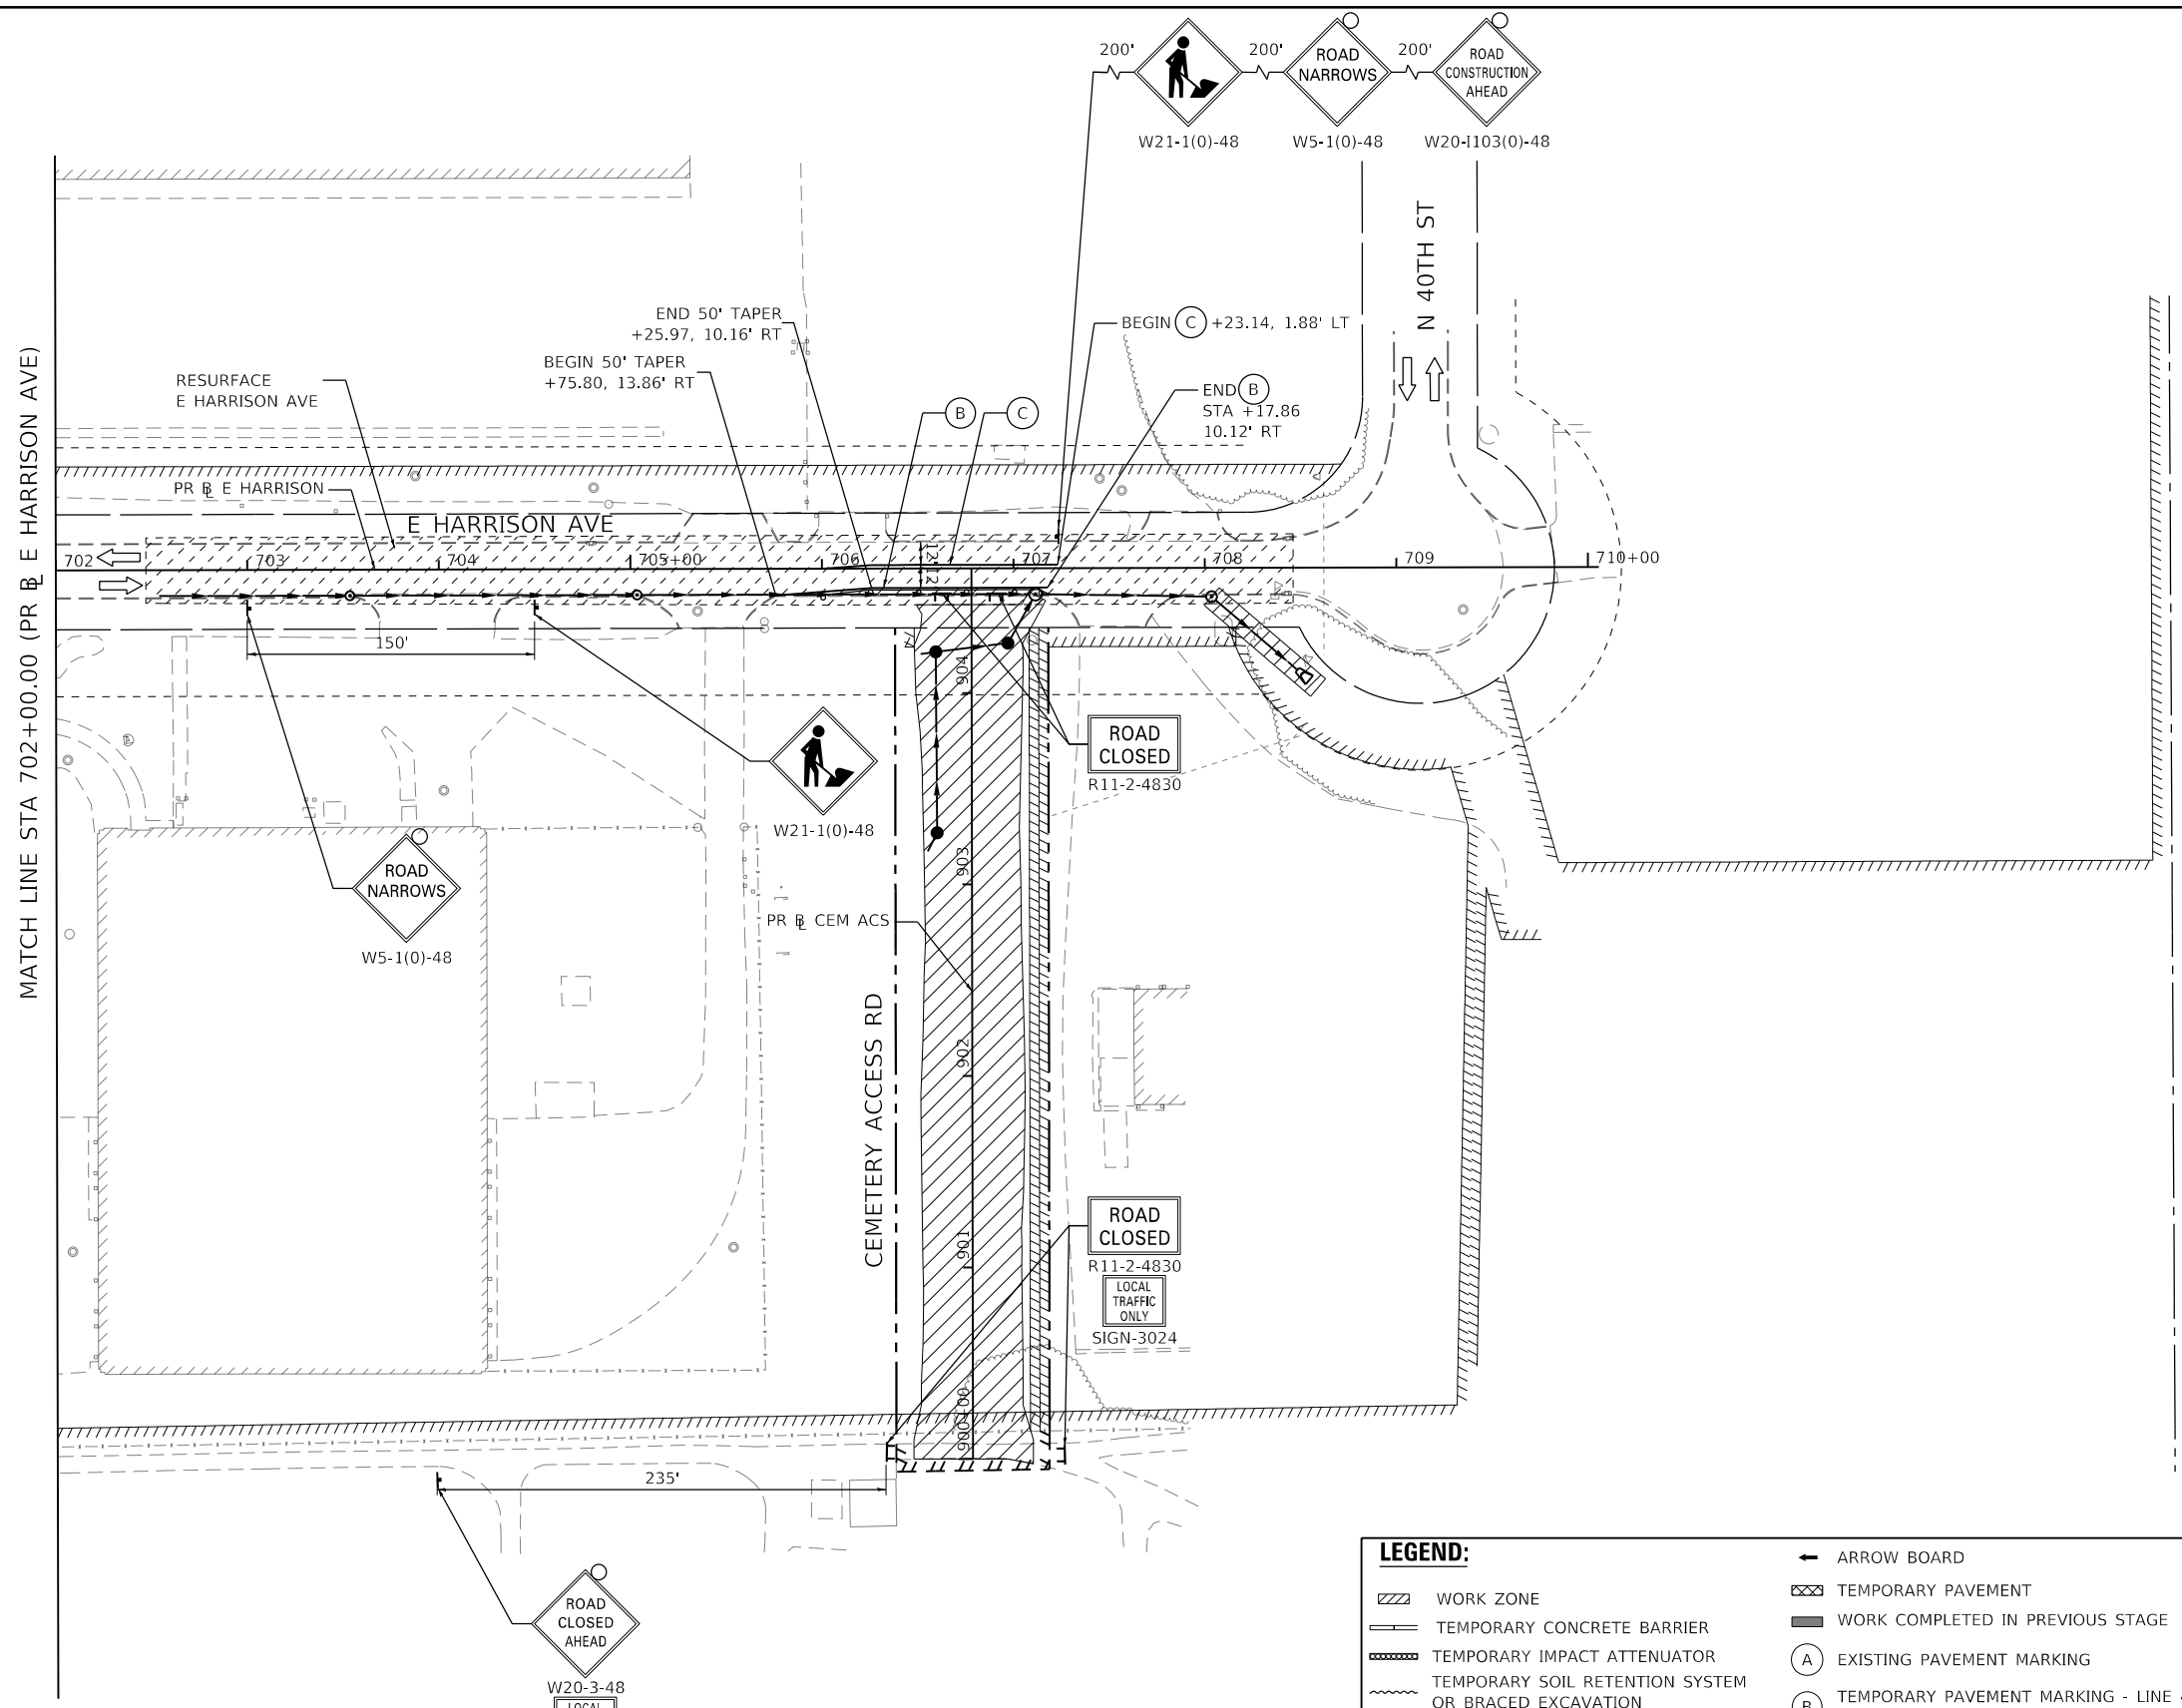 200'
200'
200'
ROAD
NARROWS
ROAD
CONSTRUCTION
AHEAD
W21-1(0)-48
W5-1(0)-48
W20-I103(0)-48
N 40TH ST
END 50' TAPER
+25.97, 10.16' RT
BEGIN 50' TAPER
+75.80, 13.86' RT
BEGIN C +23.14, 1.88' LT
END B
STA +17.86
10.12' RT
RESURFACE
E HARRISON AVE
B
C
PR BL E HARRISON
E HARRISON AVE
MATCH LINE STA 702+00.00 (PR BL E HARRISON AVE)
702
703
704
705+00
706
707
708
709
710+00
12'
12'
150'
904
ROAD
CLOSED
R11-2-4830
W21-1(0)-48
ROAD
NARROWS
W5-1(0)-48
903
PR BL CEM ACS
CEMETERY ACCESS RD
902
901
ROAD
CLOSED
R11-2-4830
LOCAL
TRAFFIC
ONLY
SIGN-3024
900+00
235'
ROAD
CLOSED
AHEAD
W20-3-48
LOCAL
LEGEND:
WORK ZONE
TEMPORARY CONCRETE BARRIER
TEMPORARY IMPACT ATTENUATOR
TEMPORARY SOIL RETENTION SYSTEM
OR BRACED EXCAVATION
ARROW BOARD
TEMPORARY PAVEMENT
WORK COMPLETED IN PREVIOUS STAGE
A EXISTING PAVEMENT MARKING
B TEMPORARY PAVEMENT MARKING - LINE